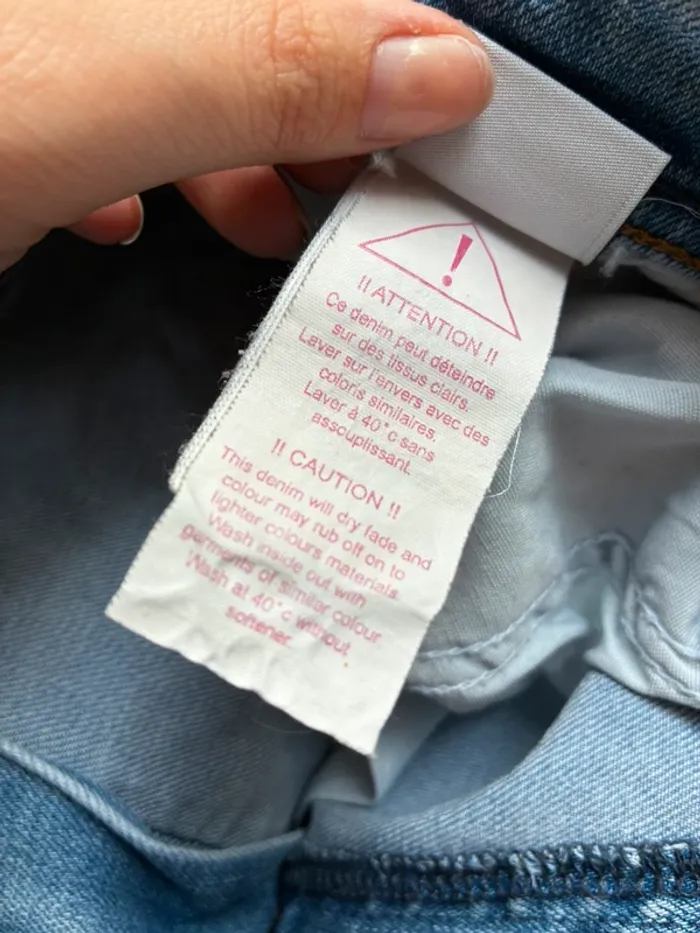 !
!! ATTENTION !!
Ce denim peut déteindre
sur des tissus clairs.
Laver sur l'envers avec des
coloris similaires.
Laver à 40°c sans
assouplissant.
!! CAUTION !!
This denim will dry fade and
colour may rub off on to
lighter colours materials.
Wash inside out with
garments of similar colour.
Wash at 40°c without
softener.